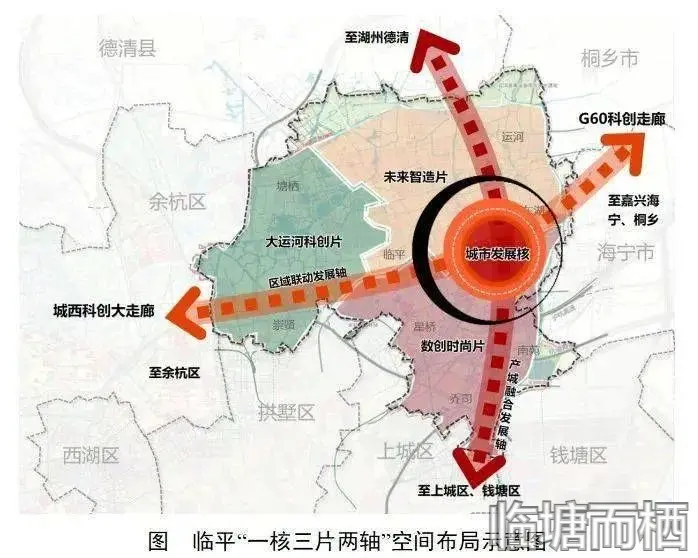 德清县
至湖州德清
桐乡市
G60科创走廊
运河
未来智造片
塘栖
余杭区
至嘉兴海
宁、桐乡
东湖
大运河科创片
临平
城市发展核
海宁市
区域联动发展轴
城西科创大走廊
崇贤
星桥
数创时尚片
南苑
至余杭区
产城融合发展轴
乔司
拱墅区
西湖区
上城区
钱塘区
至上城区、钱塘区
临塘而栖
图 临平“一核三片两轴”空间布局示意图